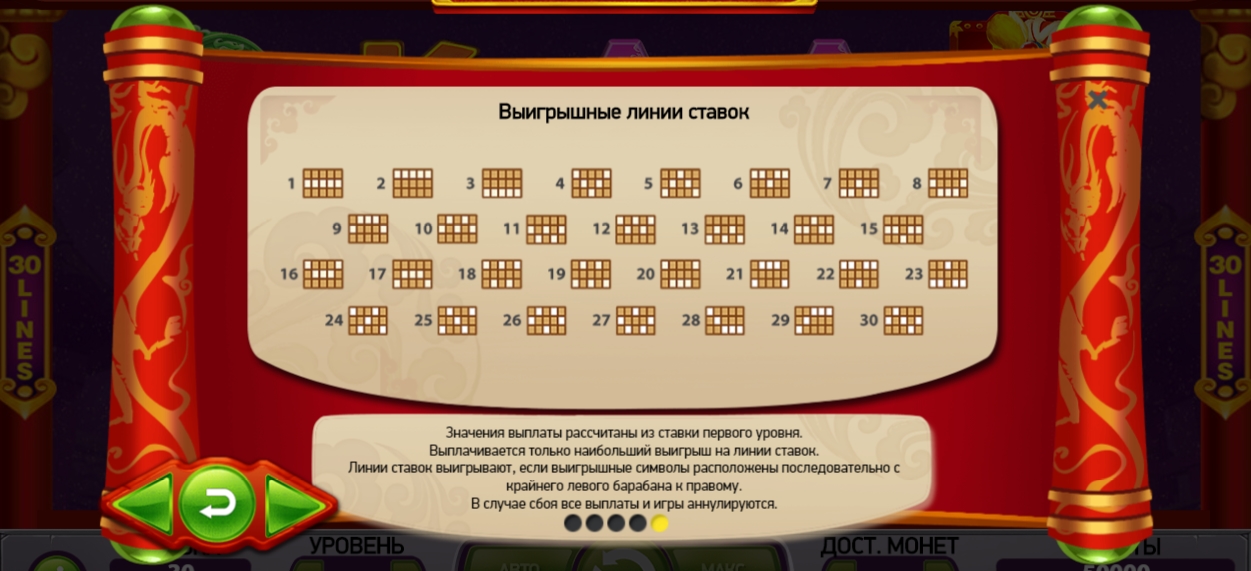 Выигрышные линии ставок
1 2 3 4 5 6 7 8
9 10 11 12 13 14 15
16 17 18 19 20 21 22 23
24 25 26 27 28 29 30
30 LINES
30 LINES
Значения выплаты рассчитаны из ставки первого уровня.
Выплачивается только наибольший выигрыш на линии ставок.
Линии ставок выигрывают, если выигрышные символы расположены последовательно с
крайнего левого барабана к правому.
В случае сбоя все выплаты и игры аннулируются.
УРОВЕНЬ
АВТО
МАКС
ДОСТ. МОНЕТ
50000